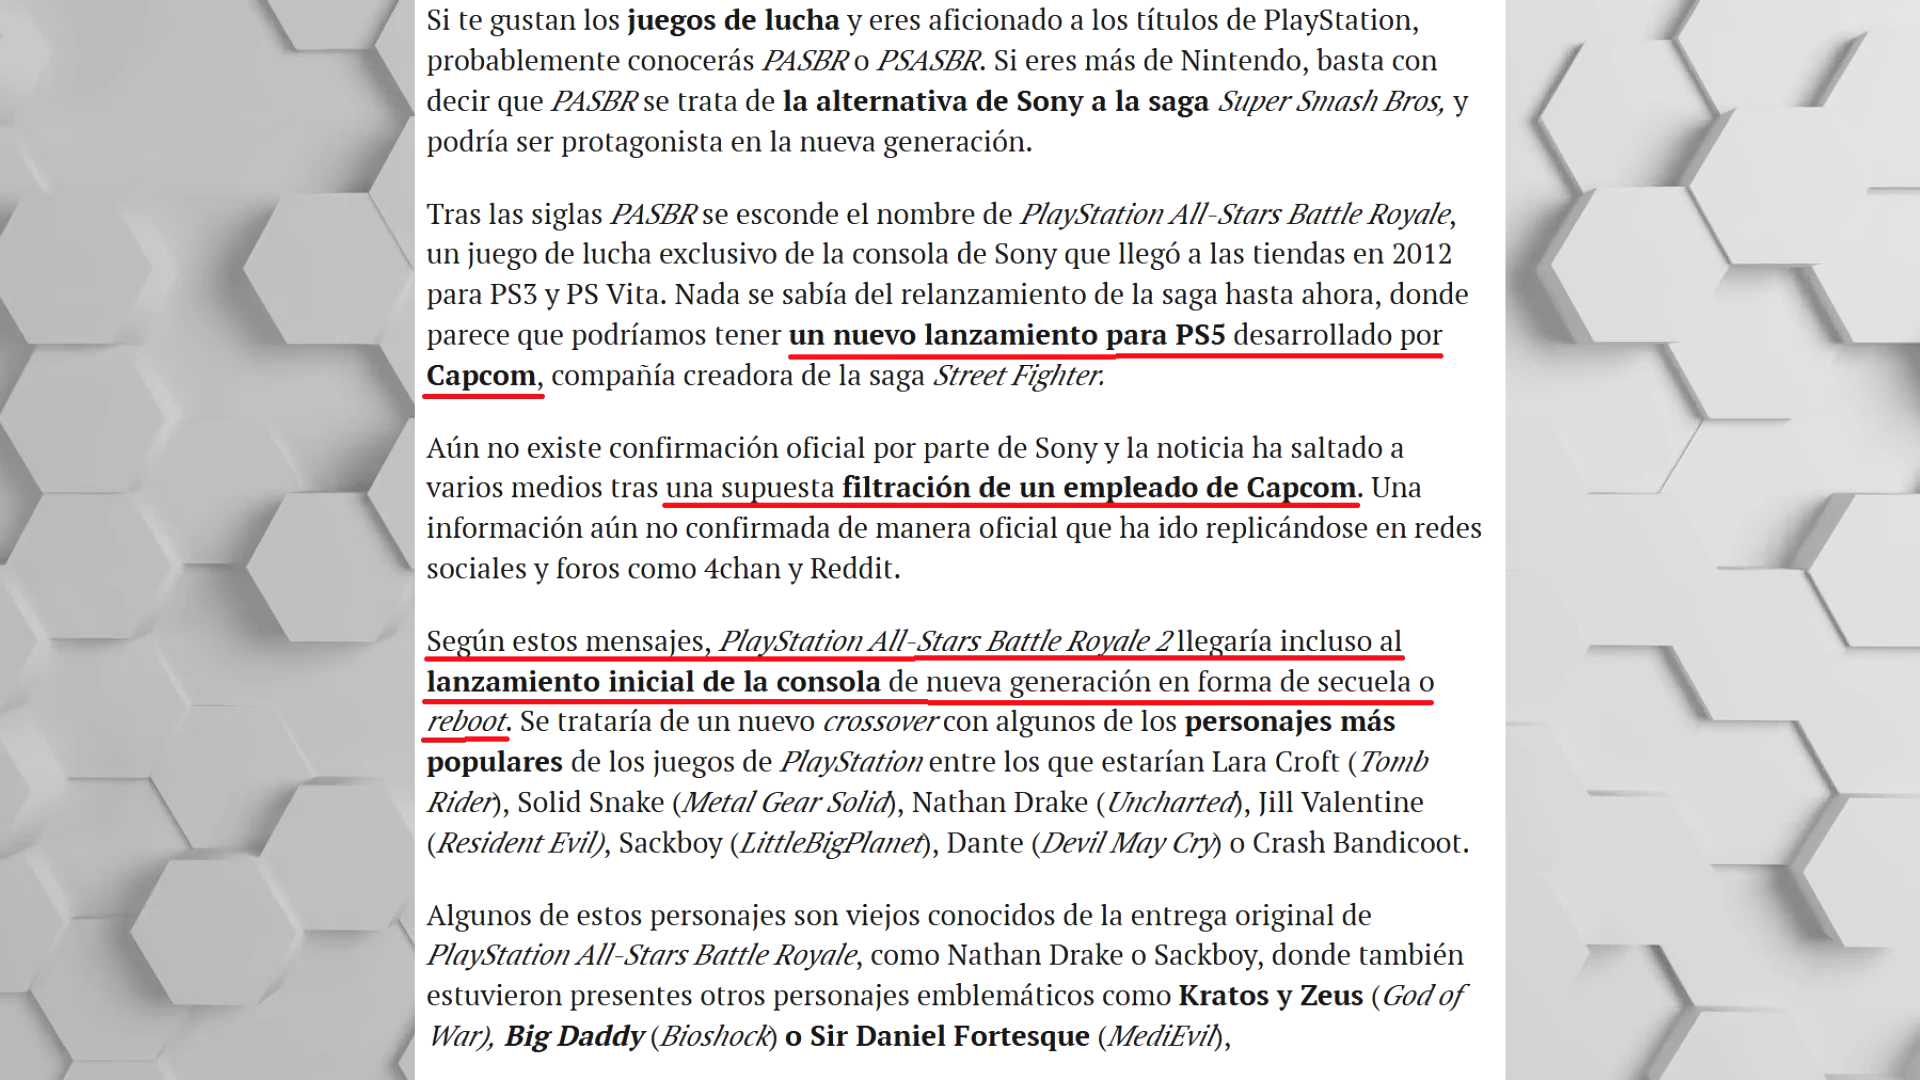 Si te gustan los juegos de lucha y eres aficionado a los títulos de PlayStation,
probablemente conocerás PASBR o PSASBR. Si eres más de Nintendo, basta con
decir que PASBR se trata de la alternativa de Sony a la saga Super Smash Bros, y
podría ser protagonista en la nueva generación.
Tras las siglas PASBR se esconde el nombre de PlayStation All-Stars Battle Royale,
un juego de lucha exclusivo de la consola de Sony que llegó a las tiendas en 2012
para PS3 y PS Vita. Nada se sabía del relanzamiento de la saga hasta ahora, donde
parece que podríamos tener un nuevo lanzamiento para PS5 desarrollado por
Capcom, compañía creadora de la saga Street Fighter.
Aún no existe confirmación oficial por parte de Sony y la noticia ha saltado a
varios medios tras una supuesta filtración de un empleado de Capcom. Una
información aún no confirmada de manera oficial que ha ido replicándose en redes
sociales y foros como 4chan y Reddit.
Según estos mensajes, PlayStation All-Stars Battle Royale 2 llegaría incluso al
lanzamiento inicial de la consola de nueva generación en forma de secuela o
reboot. Se trataría de un nuevo crossover con algunos de los personajes más
populares de los juegos de PlayStation entre los que estarían Lara Croft (Tomb
Rider), Solid Snake (Metal Gear Solid), Nathan Drake (Uncharted), Jill Valentine
(Resident Evil), Sackboy (LittleBigPlanet), Dante (Devil May Cry) o Crash Bandicoot.
Algunos de estos personajes son viejos conocidos de la entrega original de
PlayStation All-Stars Battle Royale, como Nathan Drake o Sackboy, donde también
estuvieron presentes otros personajes emblemáticos como Kratos y Zeus (God of
War), Big Daddy (Bioshock) o Sir Daniel Fortesque (MediEvil),